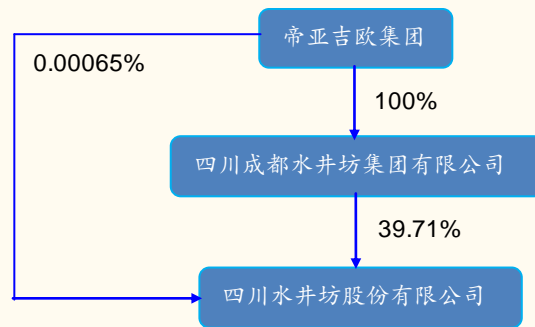 帝亚吉欧集团
0.00065%
100%
四川成都水井坊集团有限公司
39.71%
四川水井坊股份有限公司